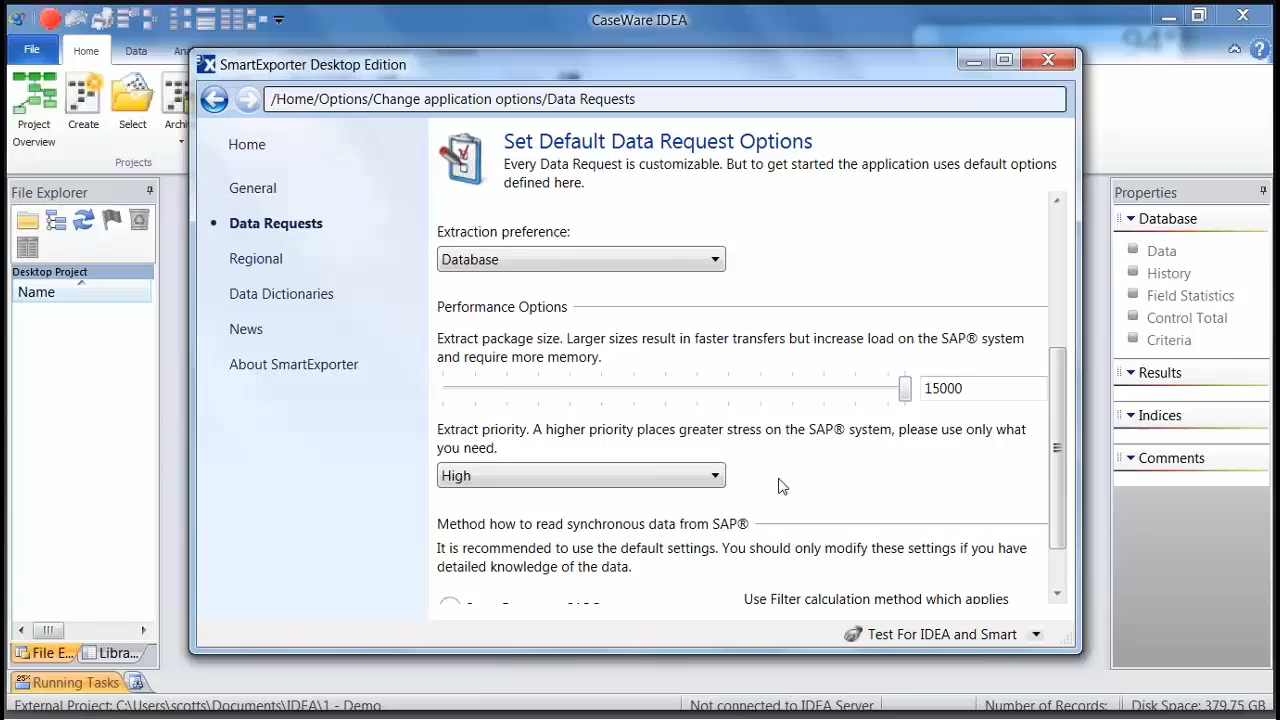 CaseWare IDEA
File
Home
Data
Project
Overview
Create
Select
Projects
File Explorer
Desktop Project
Name
SmartExporter Desktop Edition
/Home/Options/Change application options/Data Requests
Home
General
Data Requests
Regional
Data Dictionaries
News
About SmartExporter
Set Default Data Request Options
Every Data Request is customizable. But to get started the application uses default options
defined here.
Extraction preference:
Database
Performance Options
Extract package size. Larger sizes result in faster transfers but increase load on the SAP® system
and require more memory.
15000
Extract priority. A higher priority places greater stress on the SAP® system, please use only what
you need.
High
Method how to read synchronous data from SAP®
It is recommended to use the default settings. You should only modify these settings if you have
detailed knowledge of the data.
Use Filter calculation method which applies
Test For IDEA and Smart
Properties
Database
Data
History
Field Statistics
Control Total
Criteria
Results
Indices
Comments
File E... Libra...
Running Tasks
External Project: C:\Users\scotts\Documents\IDEA\1 - Demo
Not connected to IDEA Server
Number of Records:
Disk Space: 379.75 GB